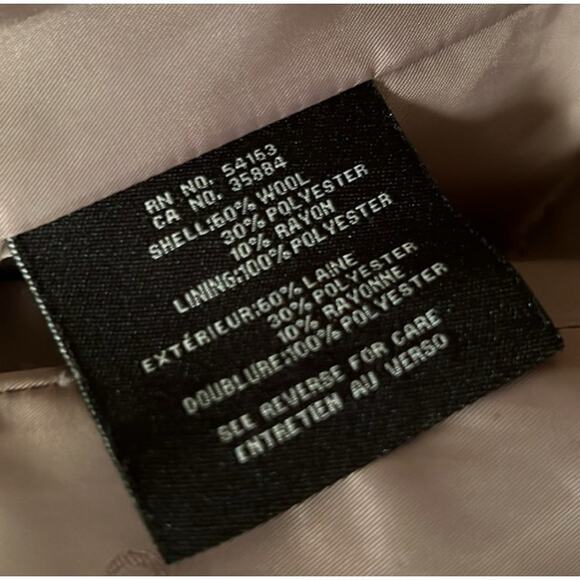 RN NO. 54163
CA NO. 35884
SHELL:60% WOOL
30% POLYESTER
10% RAYON
LINING:100% POLYESTER
EXTÉRIEUR:60% LAINE
30% POLYESTER
10% RAYONNE
DOUBLURE:100% POLYESTER
SEE REVERSE FOR CARE
ENTRETIEN AU VERSO